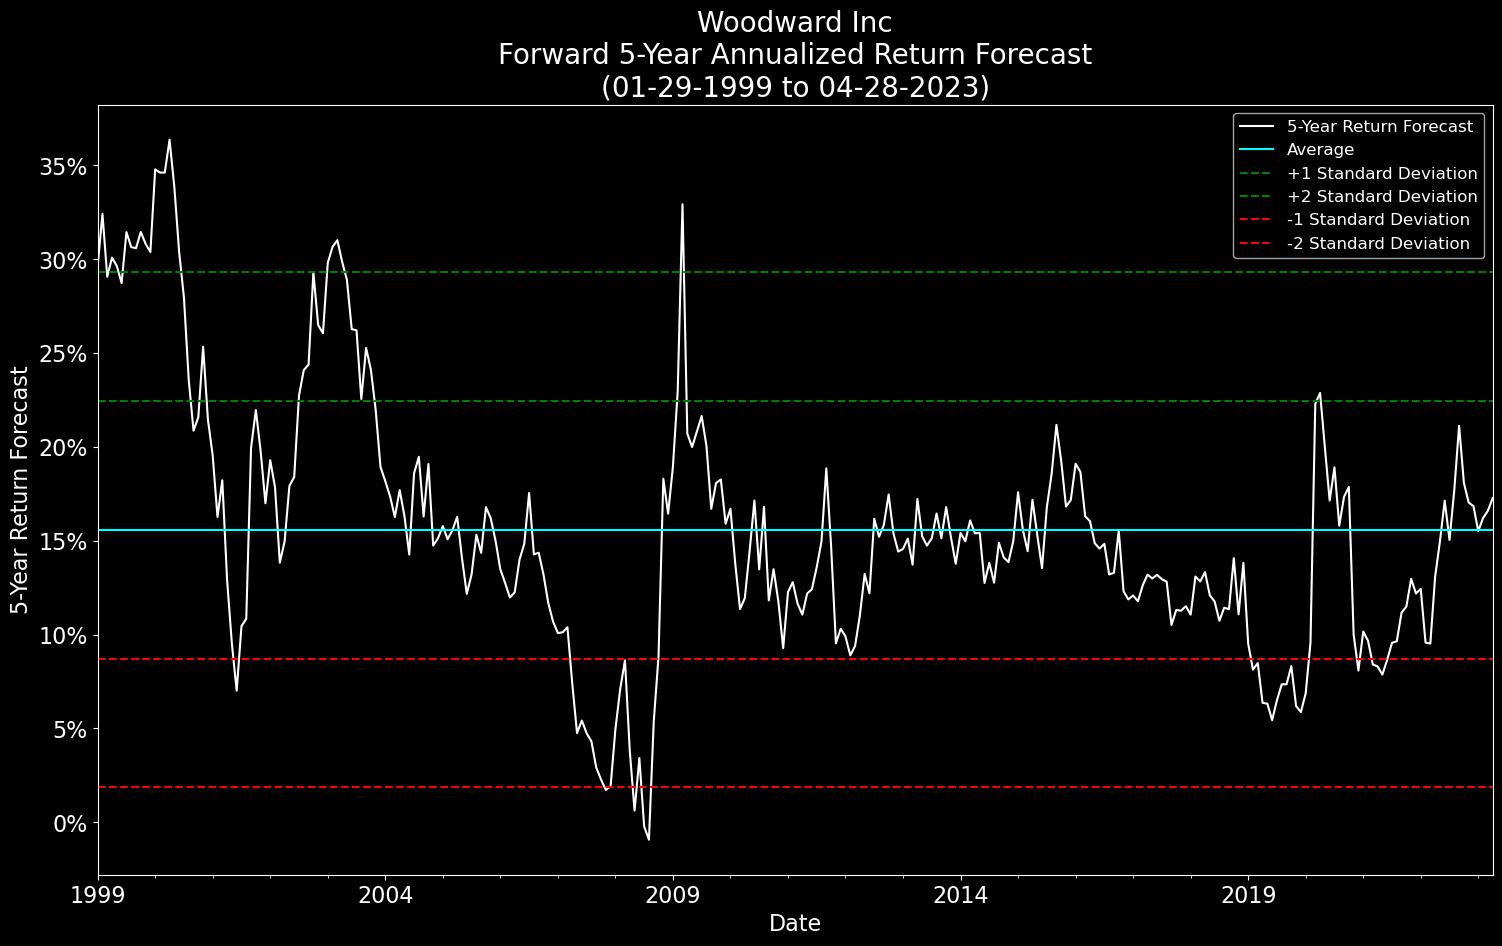 Woodward Inc
Forward 5-Year Annualized Return Forecast
(01-29-1999 to 04-28-2023)
5-Year Return Forecast
Average
+1 Standard Deviation
+2 Standard Deviation
-1 Standard Deviation
-2 Standard Deviation
35%
30%
25%
20%
15%
10%
5%
0%
5-Year Return Forecast
1999
2004
2009
2014
2019
Date